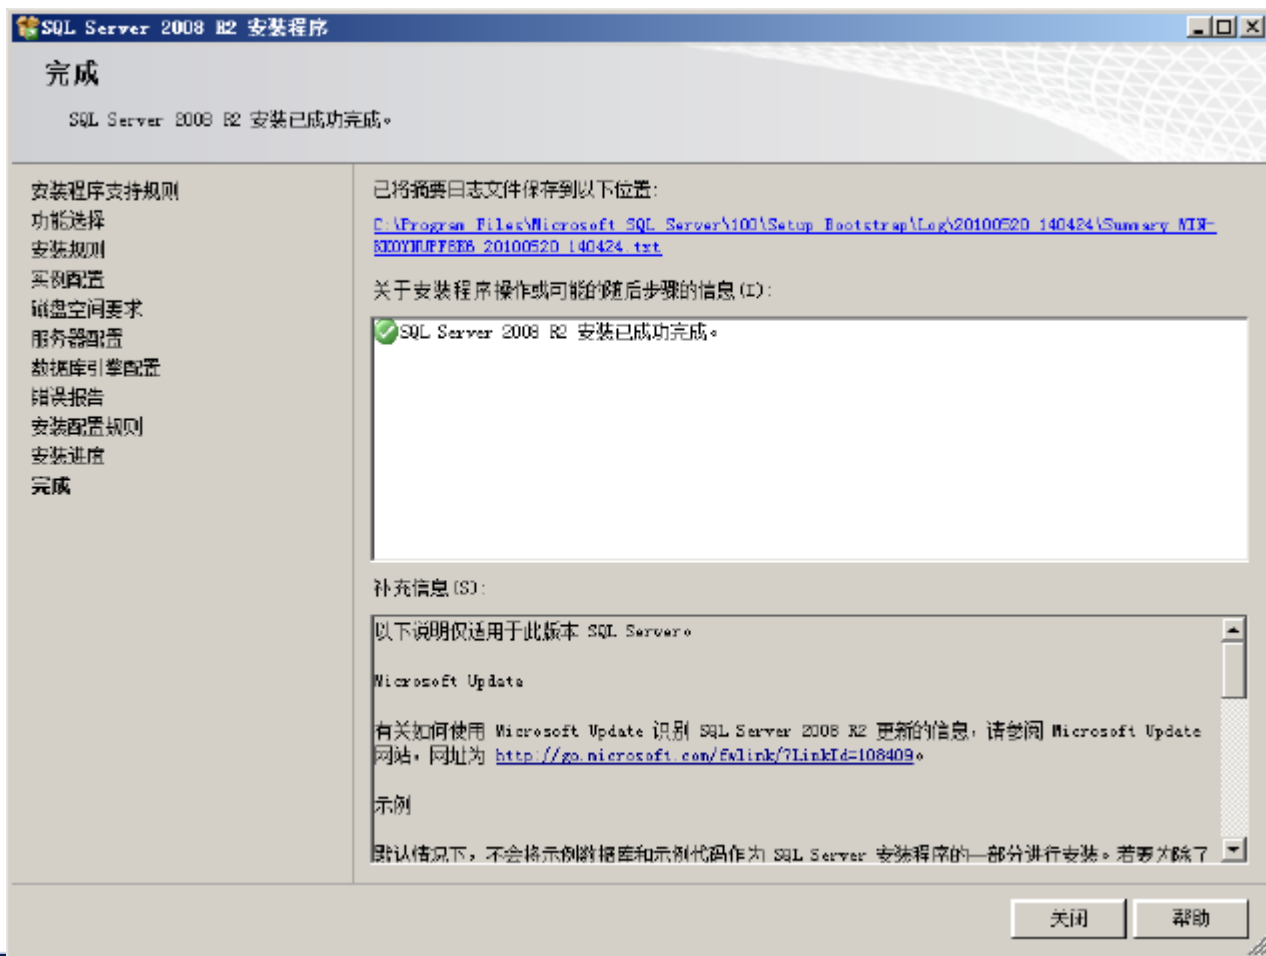 SQL Server 2008 R2 安装程序
完成
SQL Server 2008 R2 安装已成功完成。
安装程序支持规则
功能选择
安装规则
实例配置
磁盘空间要求
服务器配置
数据库引擎配置
错误报告
安装配置规则
安装进度
完成
已将摘要日志文件保存到以下位置:
C:\Program Files\Microsoft SQL Server\100\Setup Bootstrap\Log\20100520_140424\Summary_WIN-
20100520_140424.txt
关于安装程序操作或可能的随后步骤的信息(I):
SQL Server 2008 R2 安装已成功完成。
补充信息(S):
以下说明仅适用于此版本 SQL Server。
Microsoft Update
有关如何使用 Microsoft Update 识别 SQL Server 2008 R2 更新的信息，请参阅 Microsoft Update
网站，网址为 http://go.microsoft.com/fwlink/?LinkId=108409。
示例
默认情况下，不会将示例数据库和示例代码作为 SQL Server 安装程序的一部分进行安装。若要为除了
关闭
帮助